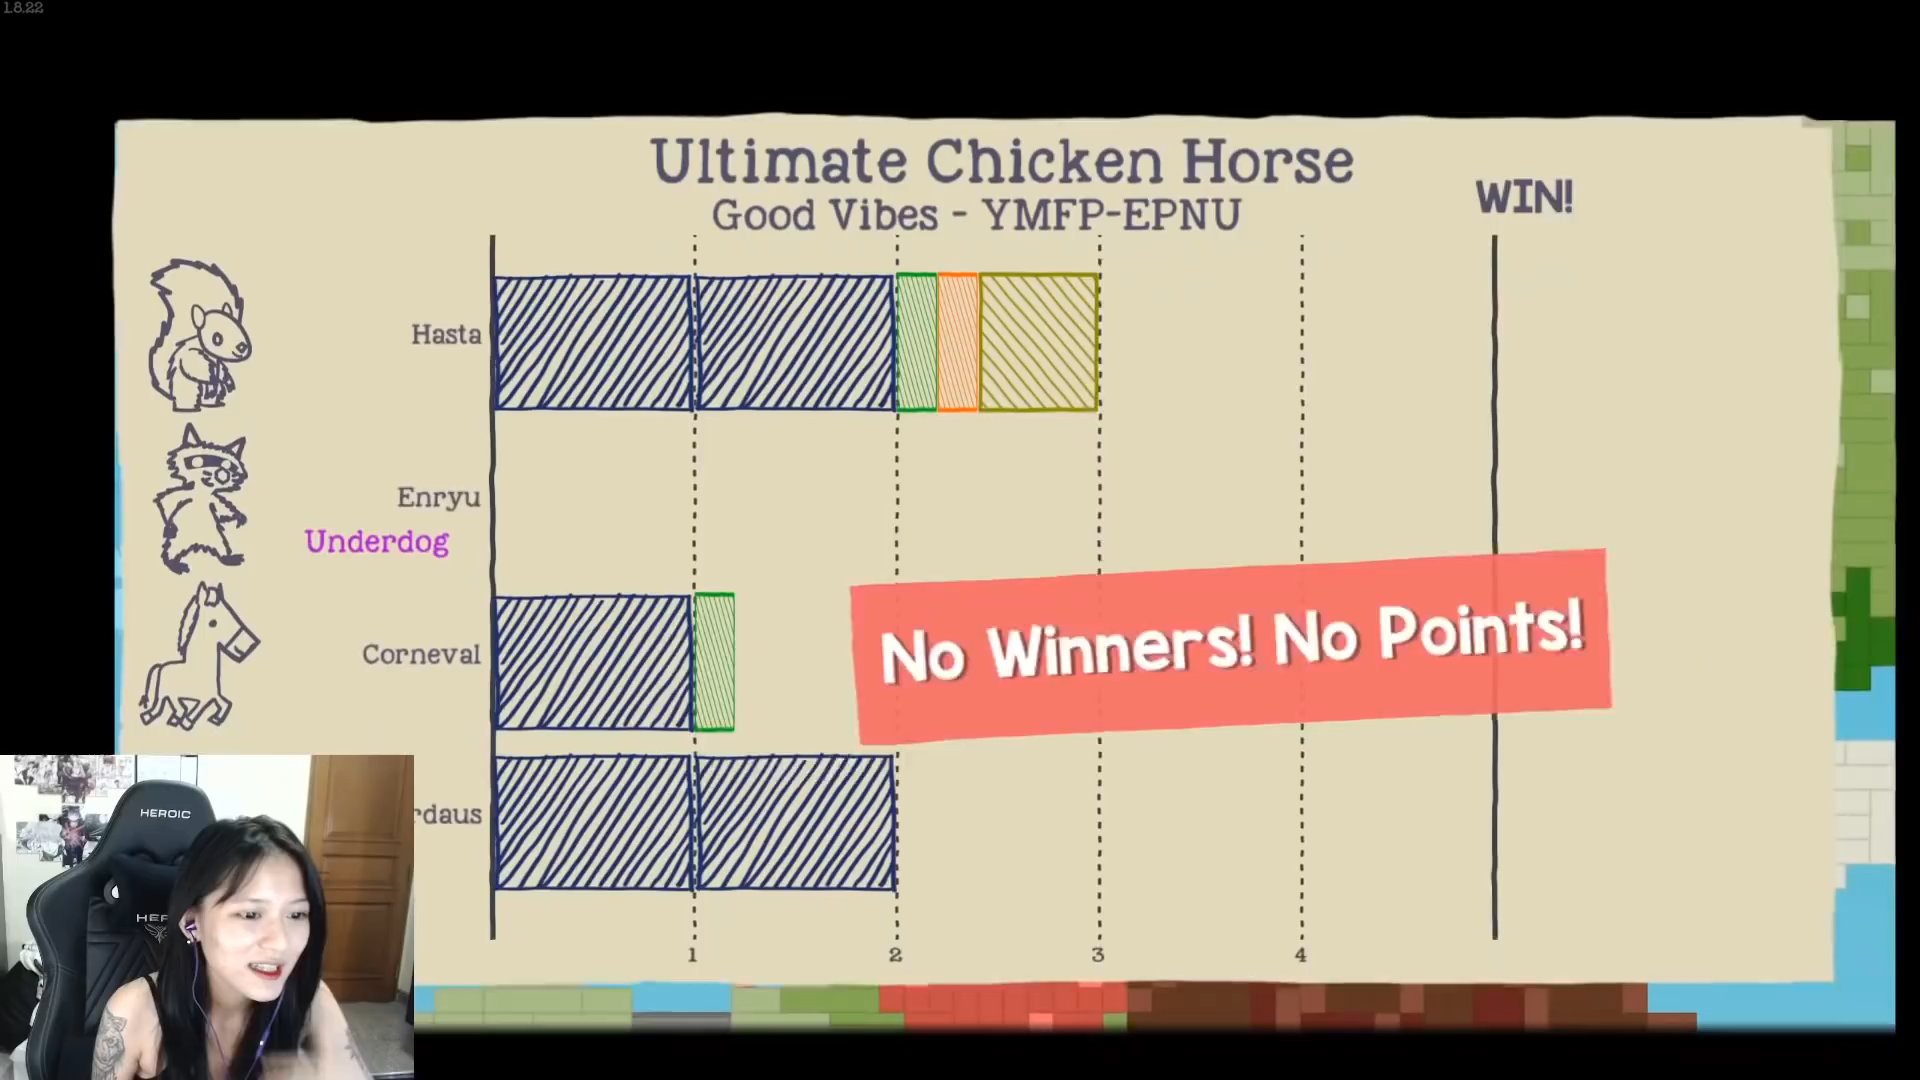 1.8.22
Ultimate Chicken Horse
Good Vibes - YMFP-EPNU
WIN!
Hasta
Enryu
Underdog
Corneval
No Winners! No Points!
rdaus
1 2 3 4
HEROIC